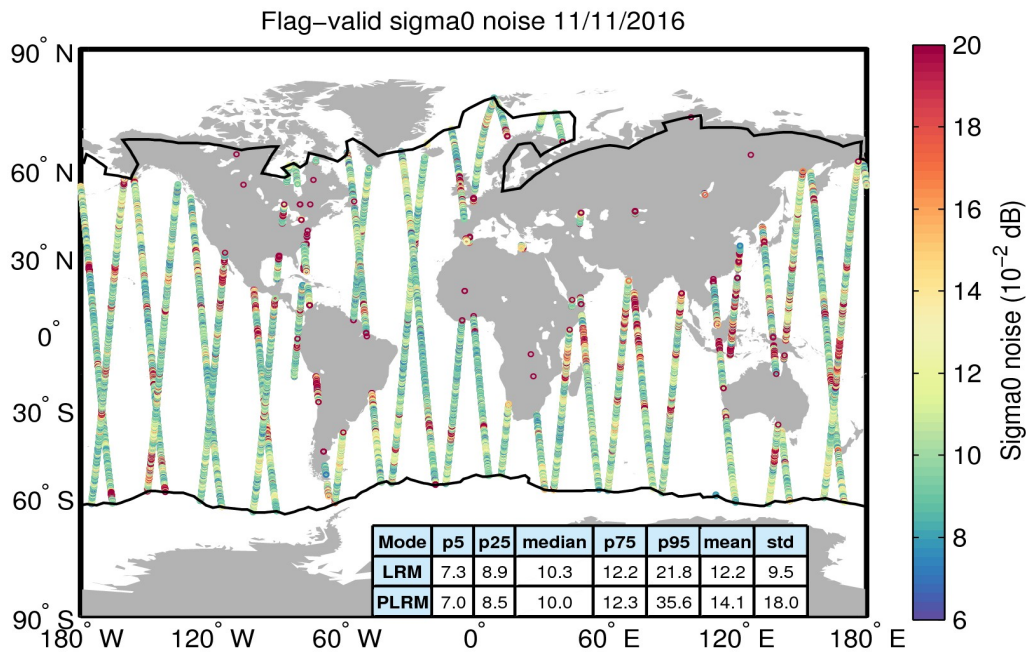 Flag−valid sigma0 noise 11/11/2016
90° N
60° N
30° N
0°
30° S
60° S
90° S
180° W
120° W
60° W
0°
60° E
120° E
180° E
Mode p5 p25 median p75 p95 mean std
LRM 7.3 8.9 10.3 12.2 21.8 12.2 9.5
PLRM 7.0 8.5 10.0 12.3 35.6 14.1 18.0
20
18
16
14
12
10
8
6
Sigma0 noise (10⁻² dB)